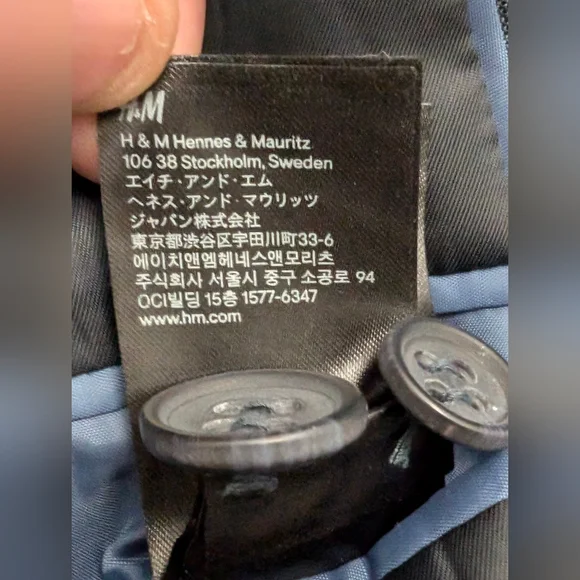 H&M
H & M Hennes & Mauritz
106 38 Stockholm, Sweden
エイチ・アンド・エム
ヘネス・アンド・マウリッツ
ジャパン株式会社
東京都渋谷区宇田川町33-6
에이치앤엠헤네스앤모리츠
주식회사 서울시 중구 소공로 94
OCI빌딩 15층 1577-6347
www.hm.com